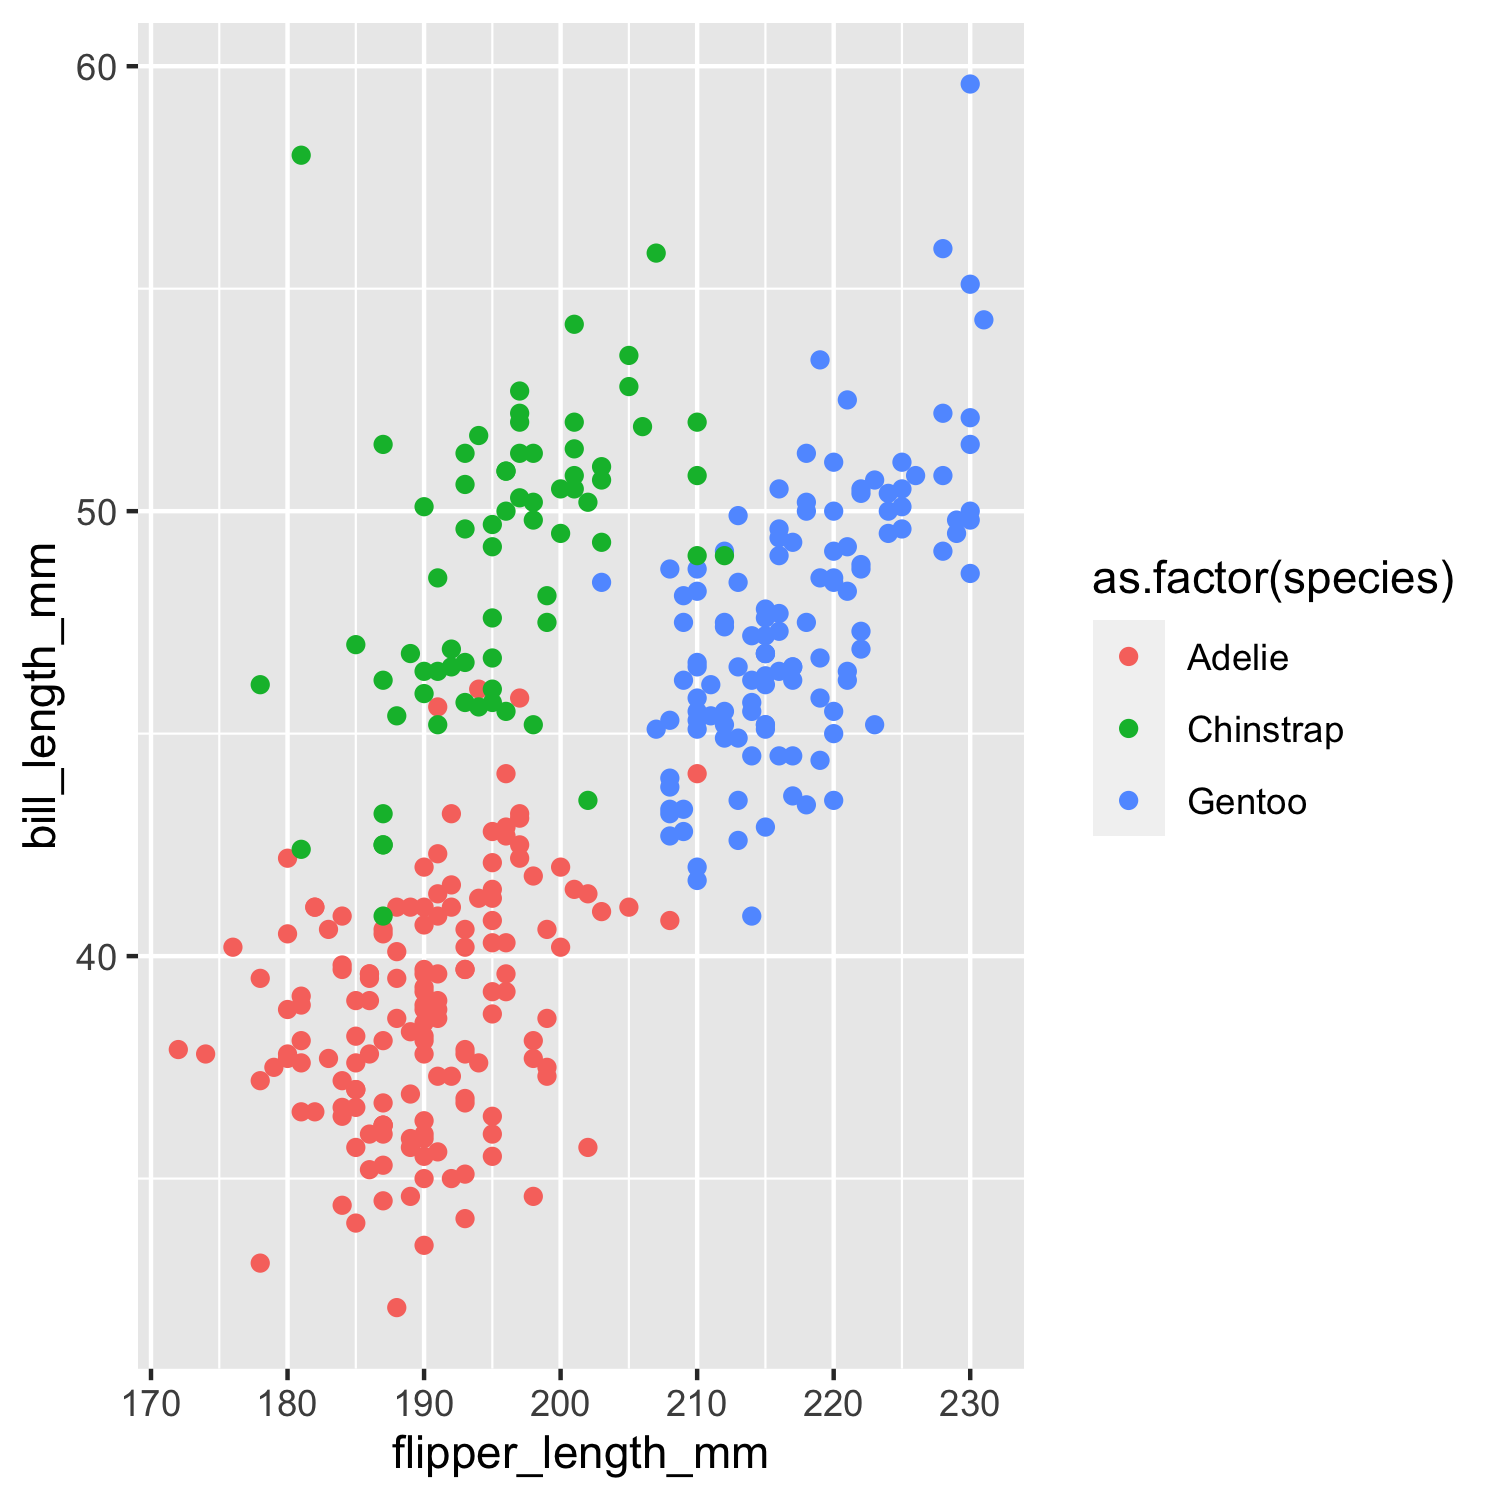 60
50
40
bill_length_mm
170 180 190 200 210 220 230
flipper_length_mm
as.factor(species)
Adelie
Chinstrap
Gentoo